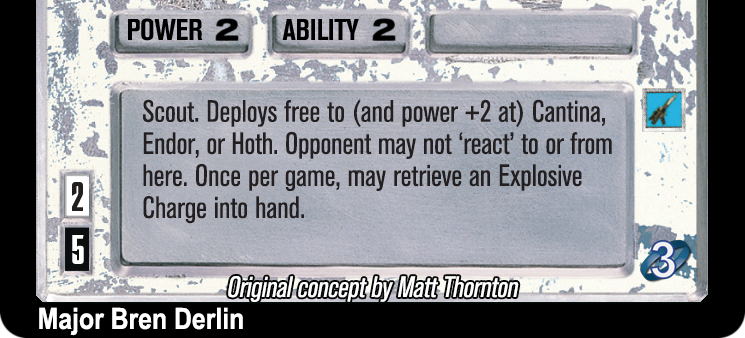 POWER 2 ABILITY 2
Scout. Deploys free to (and power +2 at) Cantina,
Endor, or Hoth. Opponent may not ‘react’ to or from
here. Once per game, may retrieve an Explosive
Charge into hand.
2
5
3
Original concept by Matt Thornton
Major Bren Derlin